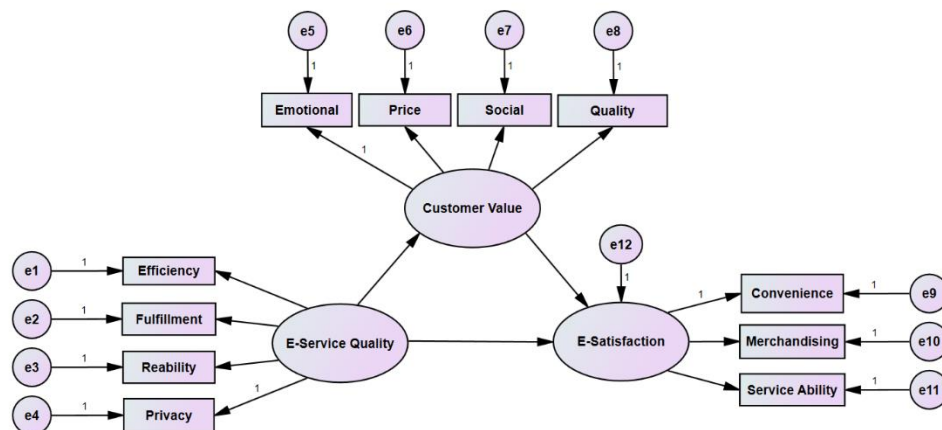 e5
e6
e7
e8
1
1
1
1
Emotional
Price
Social
Quality
1
Customer Value
e12
1
e1
1
Efficiency
e2
1
Fulfillment
e3
1
Reability
e4
1
Privacy
1
E-Service Quality
E-Satisfaction
1
Convenience
1
e9
Merchandising
1
e10
Service Ability
1
e11